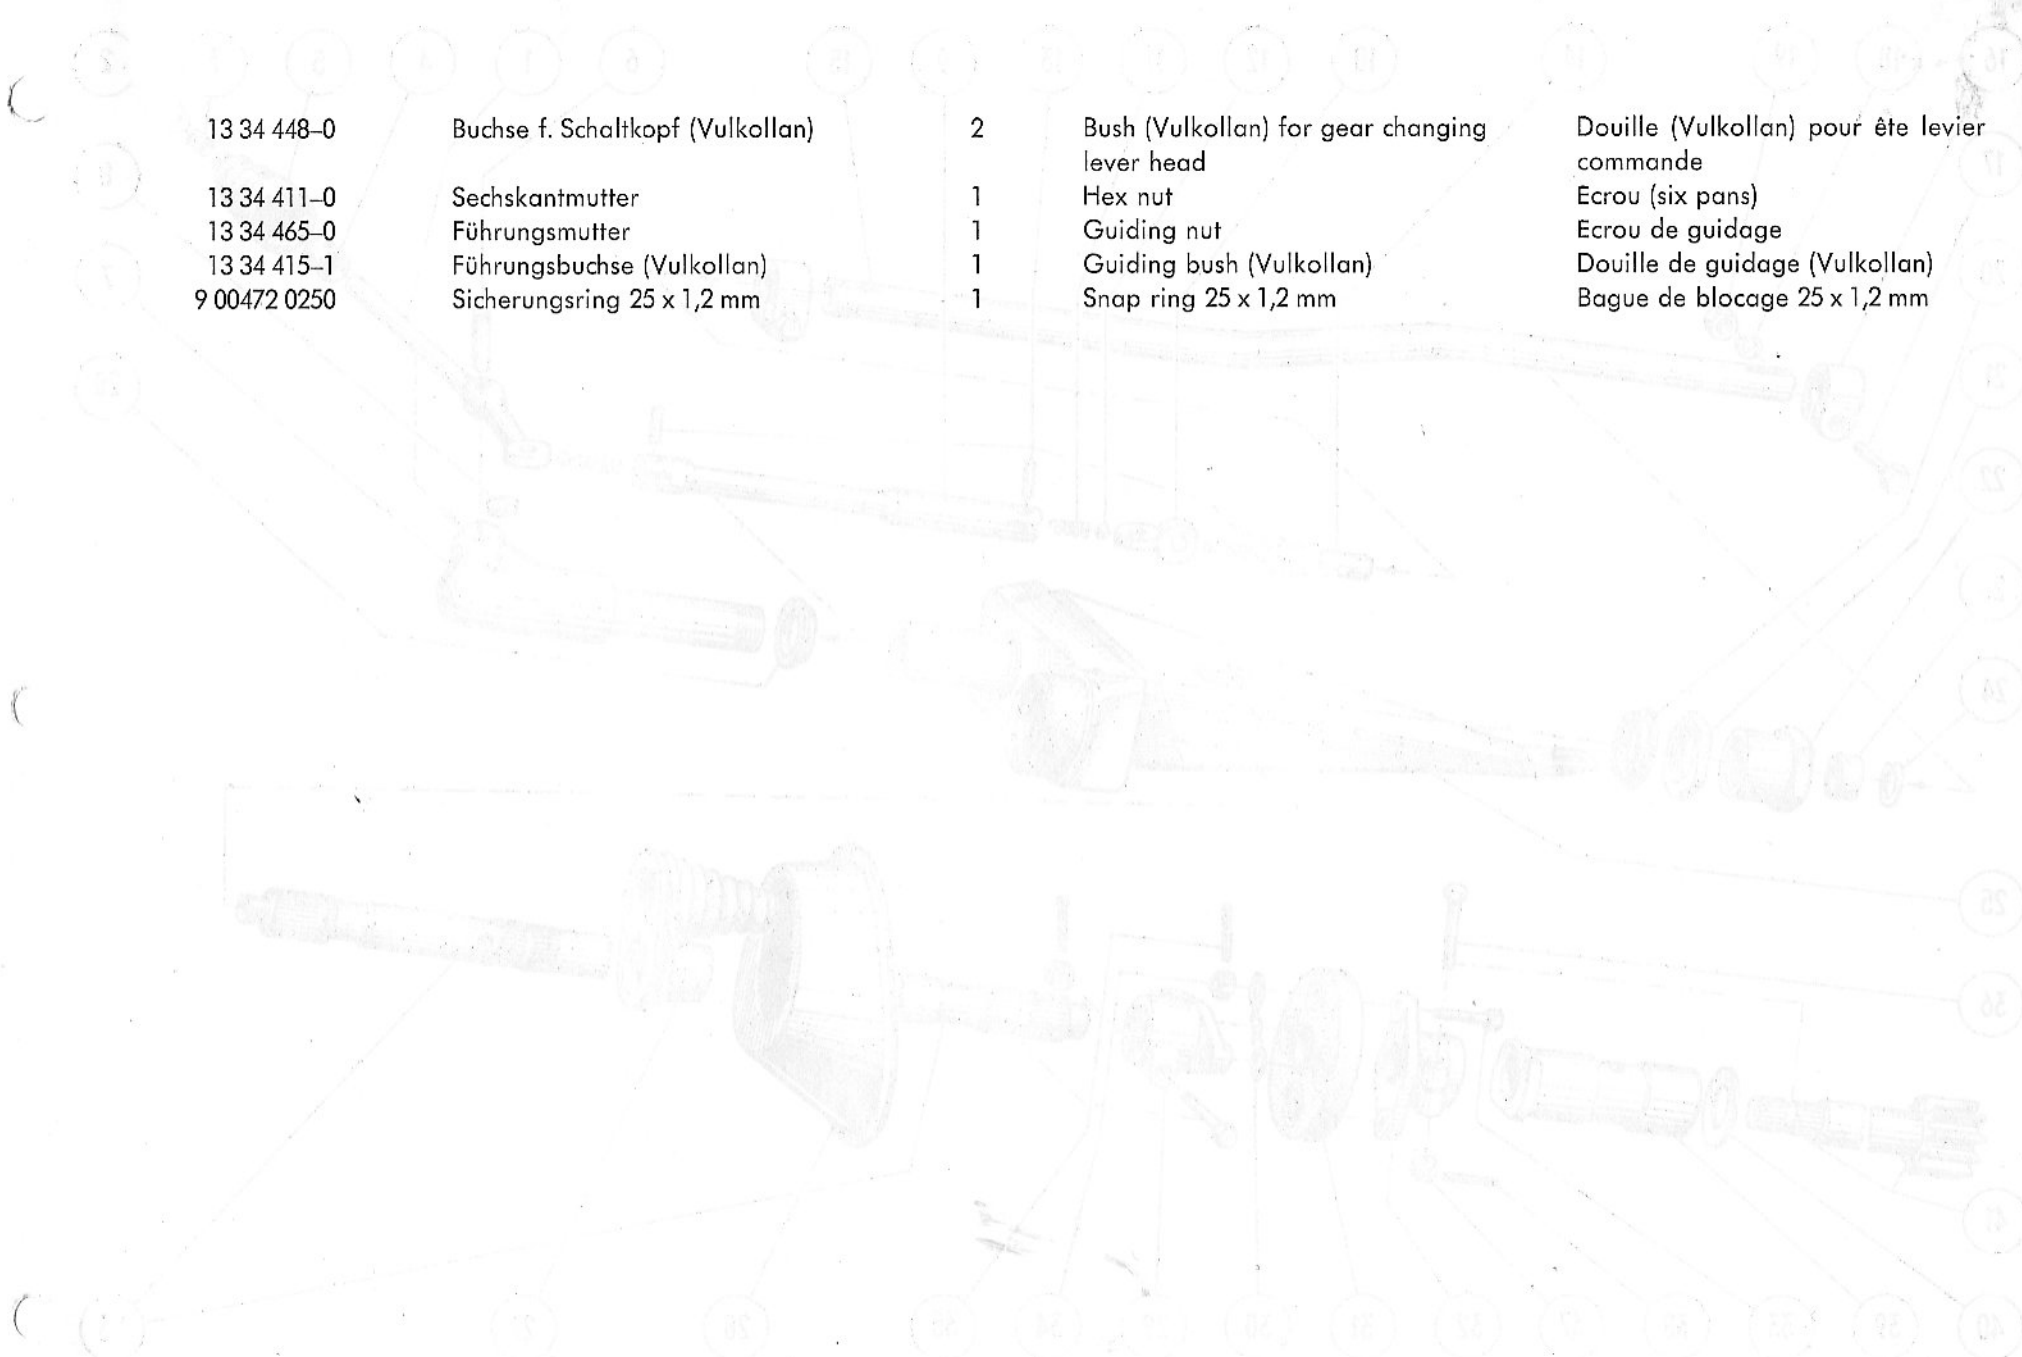 13 34 448–0 Buchse f. Schaltkopf (Vulkollan) 2 Bush (Vulkollan) for gear changing Douille (Vulkollan) pour ête levier
lever head commande
13 34 411–0 Sechskantmutter 1 Hex nut Ecrou (six pans)
13 34 465–0 Führungsmutter 1 Guiding nut Ecrou de guidage
13 34 415–1 Führungsbuchse (Vulkollan) 1 Guiding bush (Vulkollan) Douille de guidage (Vulkollan)
9 00472 0250 Sicherungsring 25 x 1,2 mm 1 Snap ring 25 x 1,2 mm Bague de blocage 25 x 1,2 mm